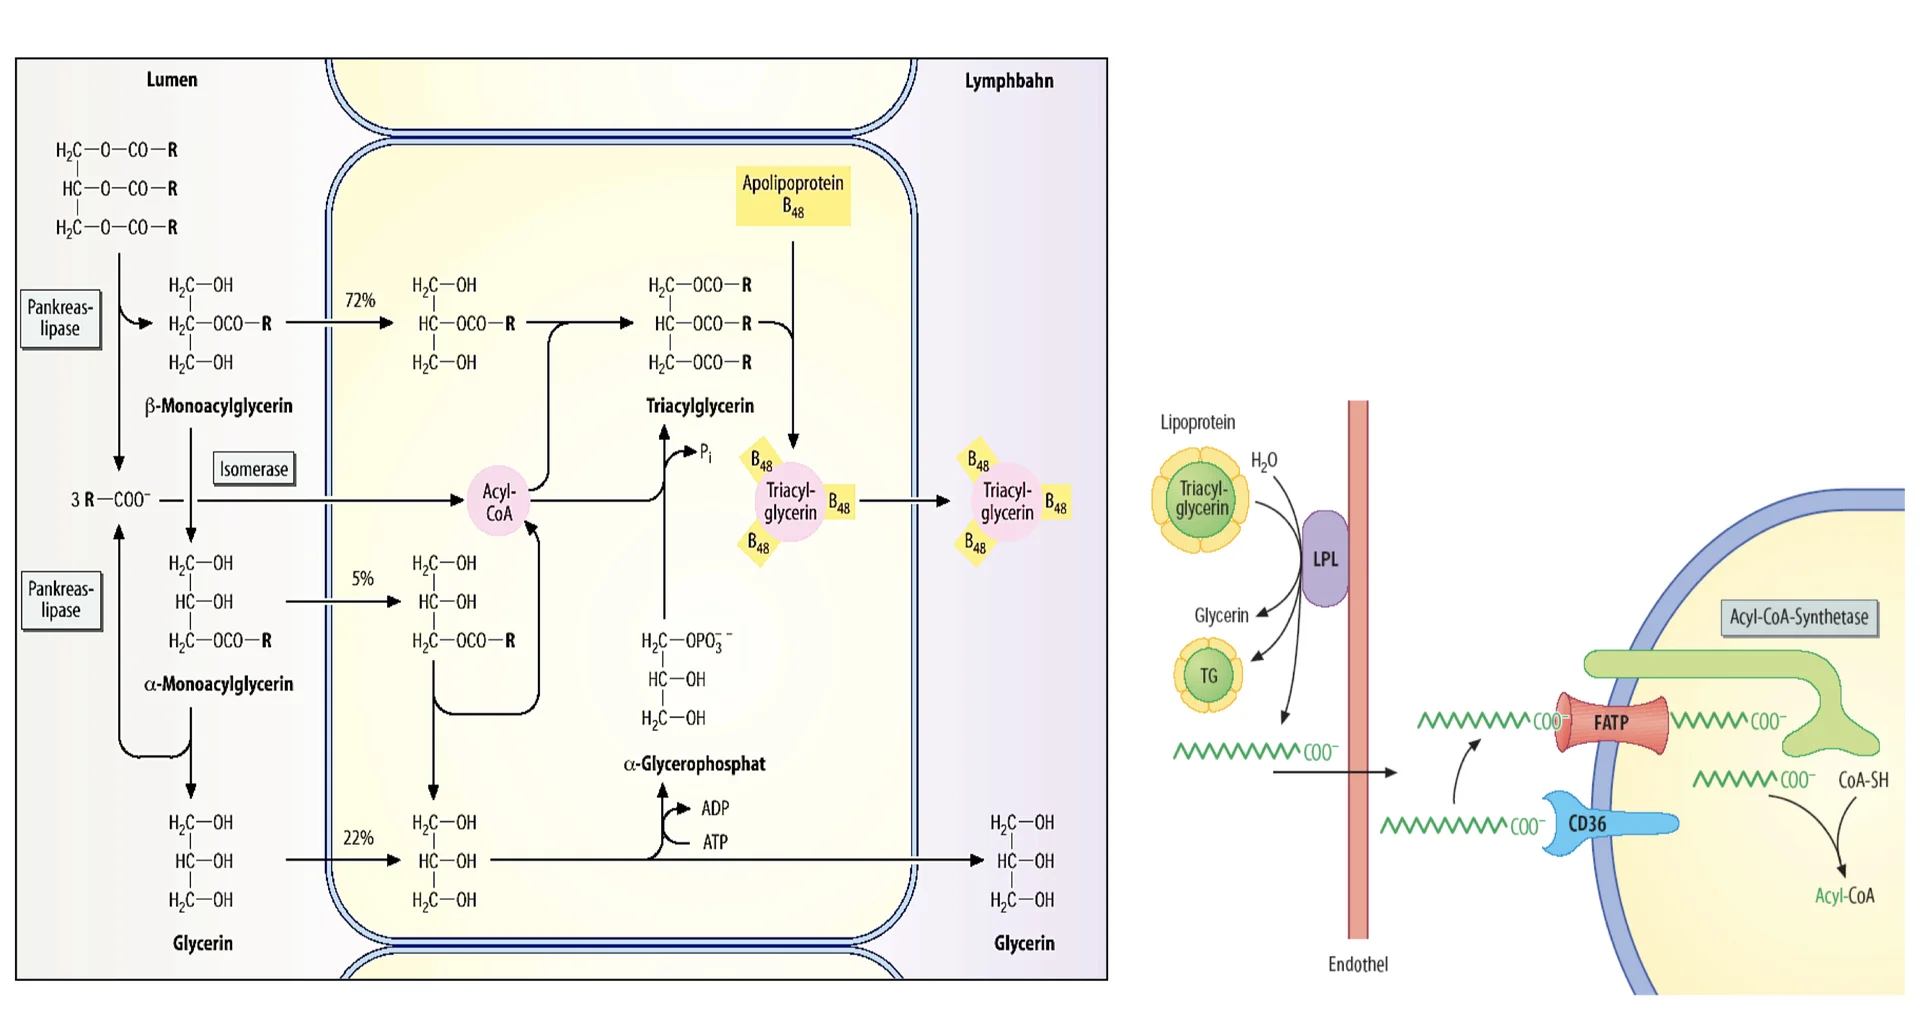 Lumen
Lymphbahn
H₂C—O—CO—R
HC—O—CO—R
H₂C—O—CO—R
Apolipoprotein
B₄₈
Pankreas-
lipase
H₂C—OH
H₂C—OCO—R
H₂C—OH
β-Monoacylglycerin
72%
H₂C—OH
HC—OCO—R
H₂C—OH
H₂C—OCO—R
HC—OCO—R
H₂C—OCO—R
Triacylglycerin
Isomerase
3 R—COO⁻
Acyl-
CoA
Pᵢ
B₄₈
Triacyl-
glycerin
B₄₈
B₄₈
B₄₈
Triacyl-
glycerin
B₄₈
B₄₈
Pankreas-
lipase
H₂C—OH
HC—OH
H₂C—OCO—R
α-Monoacylglycerin
5%
H₂C—OH
HC—OH
H₂C—OCO—R
H₂C—OPO₃⁻⁻
HC—OH
H₂C—OH
α-Glycerophosphat
ADP
ATP
H₂C—OH
HC—OH
H₂C—OH
Glycerin
22%
H₂C—OH
HC—OH
H₂C—OH
H₂C—OH
HC—OH
H₂C—OH
Glycerin
Lipoprotein
Triacyl-
glycerin
H₂O
LPL
Glycerin
TG
COO⁻
Endothel
Acyl-CoA-Synthetase
COO⁻
FATP
COO⁻
COO⁻
CoA-SH
COO⁻
CD36
Acyl-CoA